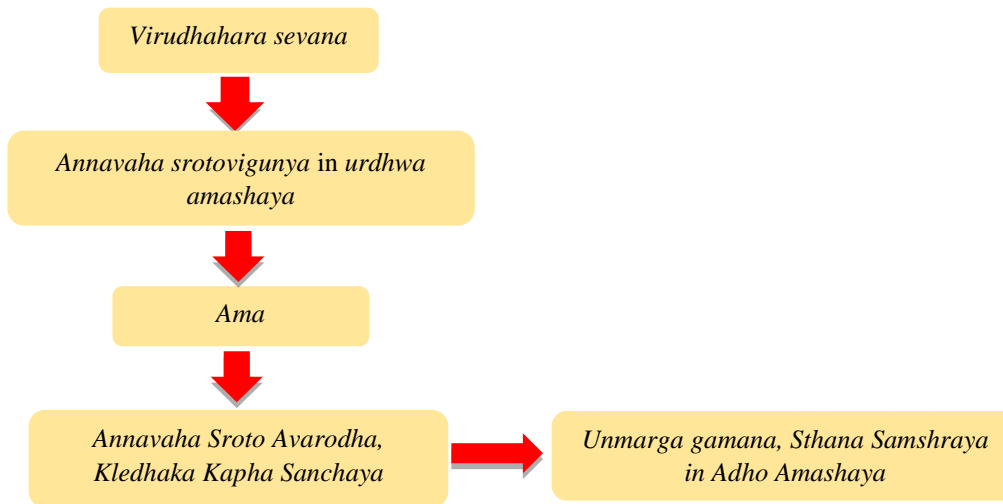 Virudhahara sevana
Annavaha srotovigunya in urdhwa
amashaya
Ama
Annavaha Sroto Avarodha,
Kledhaka Kapha Sanchaya
Unmarga gamana, Sthana Samshraya
in Adho Amashaya